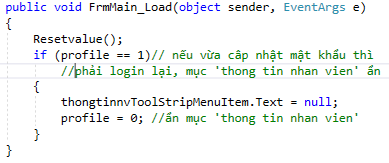 public void FrmMain_Load(object sender, EventArgs e)
{
Resetvalue();
if (profile == 1)// nếu vừa câp nhật mật khẩu thì
//phải login lại, mục 'thong tin nhan vien' ẩn
{
thongtinnvToolStripMenuItem.Text = null;
profile = 0; //ẩn mục 'thong tin nhan vien'
}
}